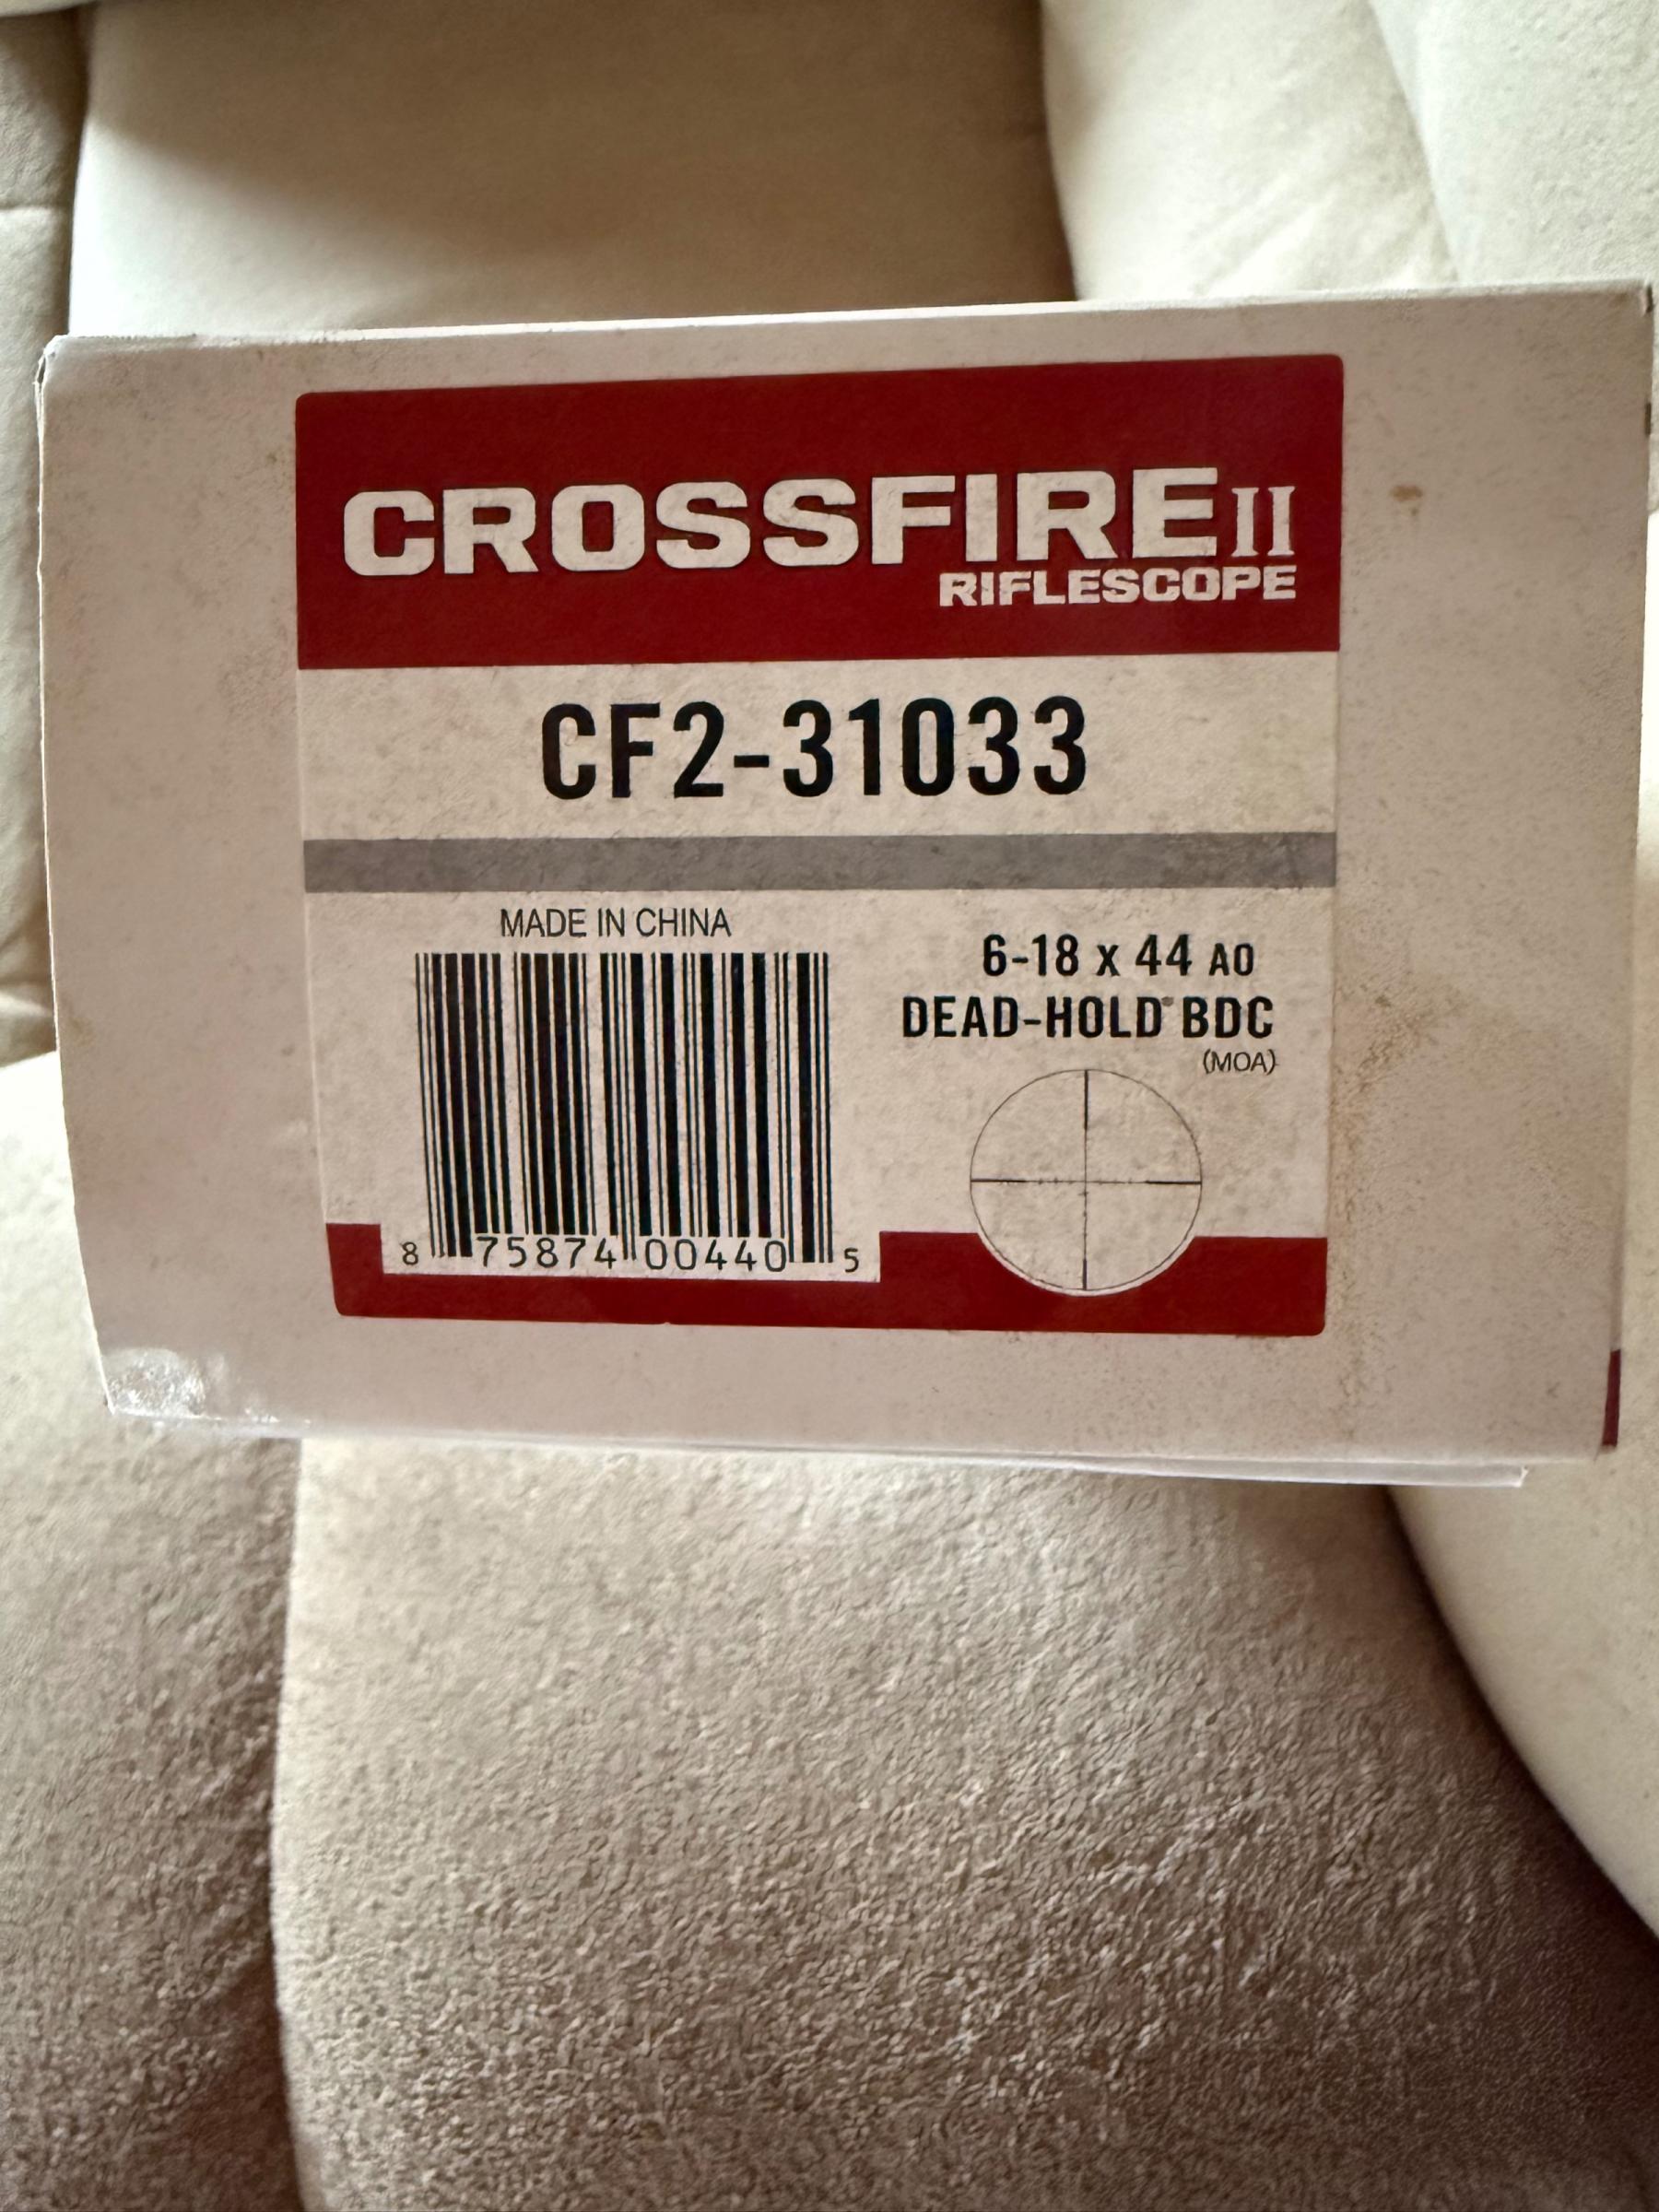 CROSSFIRE II
RIFLESCOPE
CF2-31033
MADE IN CHINA
8 75874 00440 5
6-18 x 44 AO
DEAD-HOLD® BDC
(MOA)